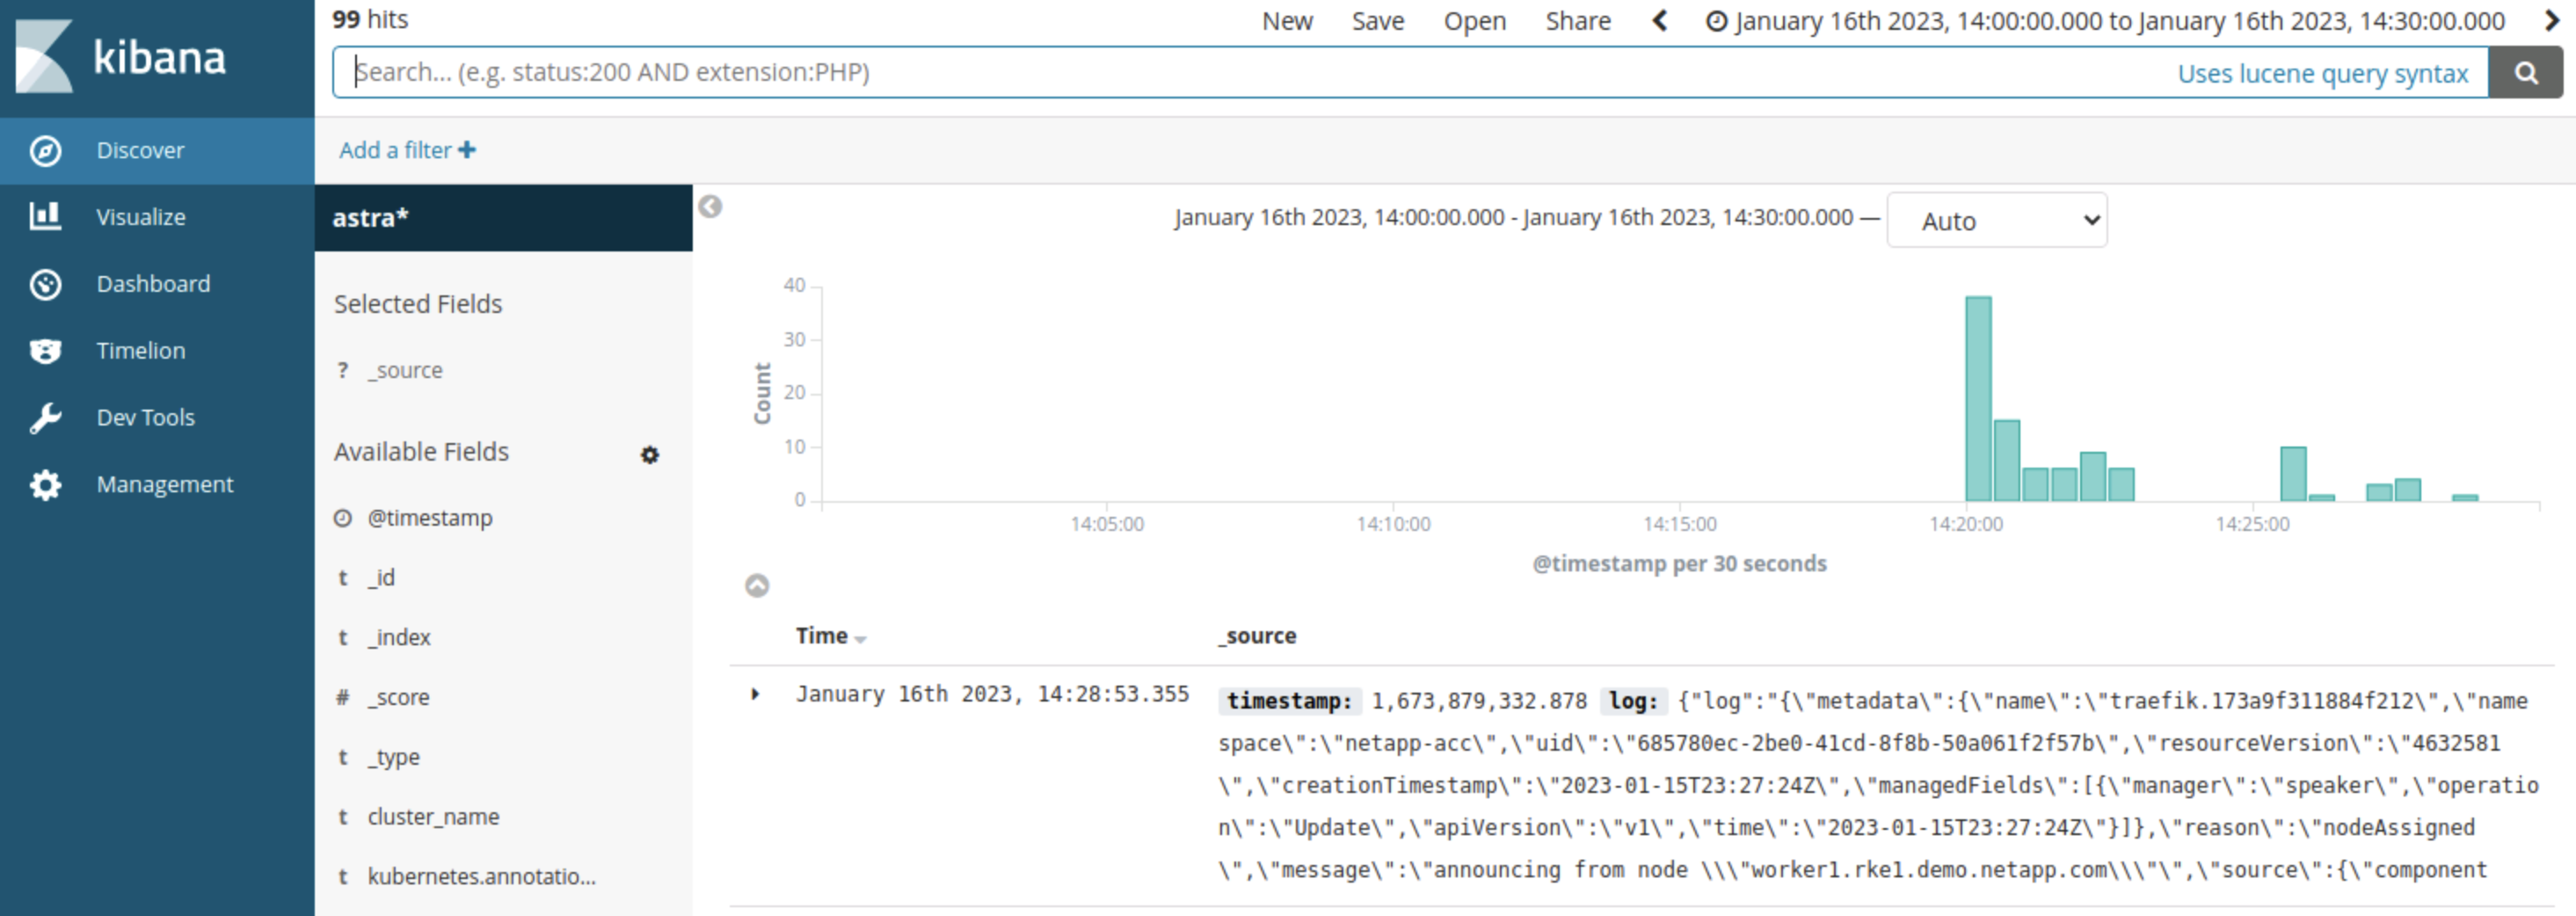 kibana
Discover
Visualize
Dashboard
Timelion
Dev Tools
Management
99 hits
New Save Open Share January 16th 2023, 14:00:00.000 to January 16th 2023, 14:30:00.000
Search... (e.g. status:200 AND extension:PHP) Uses lucene query syntax
Add a filter
astra*
Selected Fields
? _source
Available Fields
@timestamp
t _id
t _index
# _score
t _type
t cluster_name
t kubernetes.annotatio...
January 16th 2023, 14:00:00.000 - January 16th 2023, 14:30:00.000 — Auto
Count
40
30
20
10
0
14:05:00 14:10:00 14:15:00 14:20:00 14:25:00
@timestamp per 30 seconds
Time _source
January 16th 2023, 14:28:53.355 timestamp: 1,673,879,332.878 log: {"log":"{\"metadata\":{\"name\":\"traefik.173a9f311884f212\",\"name
space\":\"netapp-acc\",\"uid\":\"685780ec-2be0-41cd-8f8b-50a061f2f57b\",\"resourceVersion\":\"4632581
\",\"creationTimestamp\":\"2023-01-15T23:27:24Z\",\"managedFields\":[{\"manager\":\"speaker\",\"operatio
n\":\"Update\",\"apiVersion\":\"v1\",\"time\":\"2023-01-15T23:27:24Z\"}]},\"reason\":\"nodeAssigned
\",\"message\":\"announcing from node \\\"worker1.rke1.demo.netapp.com\\\"\",\"source\":{\"component